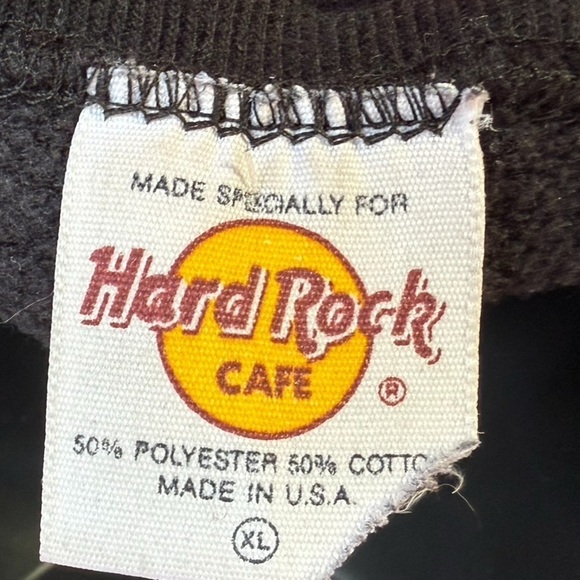 MADE SPECIALLY FOR
Hard Rock
CAFE
®
50% POLYESTER 50% COTTO
MADE IN U.S.A.
XL